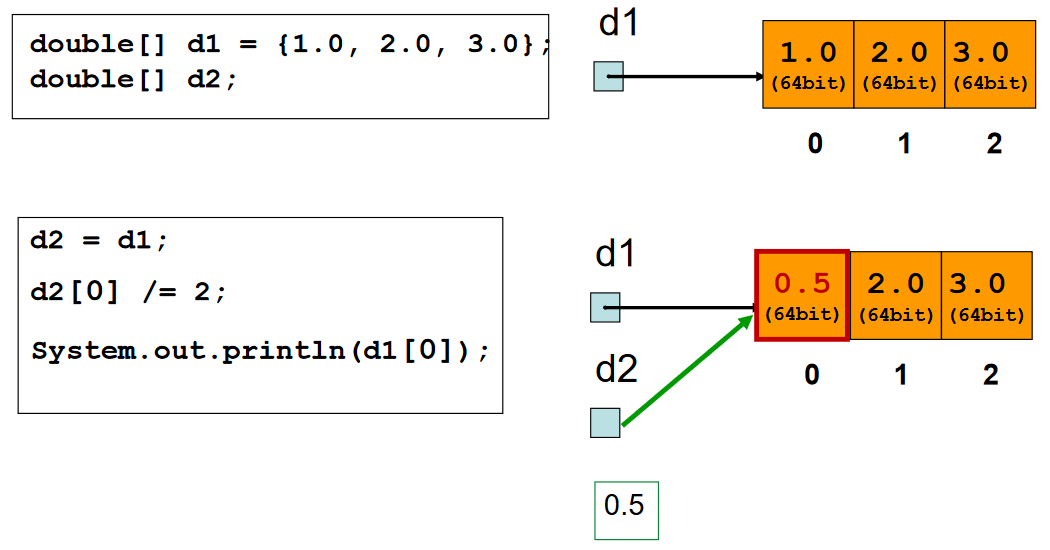 double[] d1 = {1.0, 2.0, 3.0};
double[] d2;
d1
1.0 2.0 3.0
(64bit) (64bit) (64bit)
0 1 2
d2 = d1;
d2[0] /= 2;
System.out.println(d1[0]);
d1
0.5 2.0 3.0
(64bit) (64bit) (64bit)
0 1 2
d2
0.5